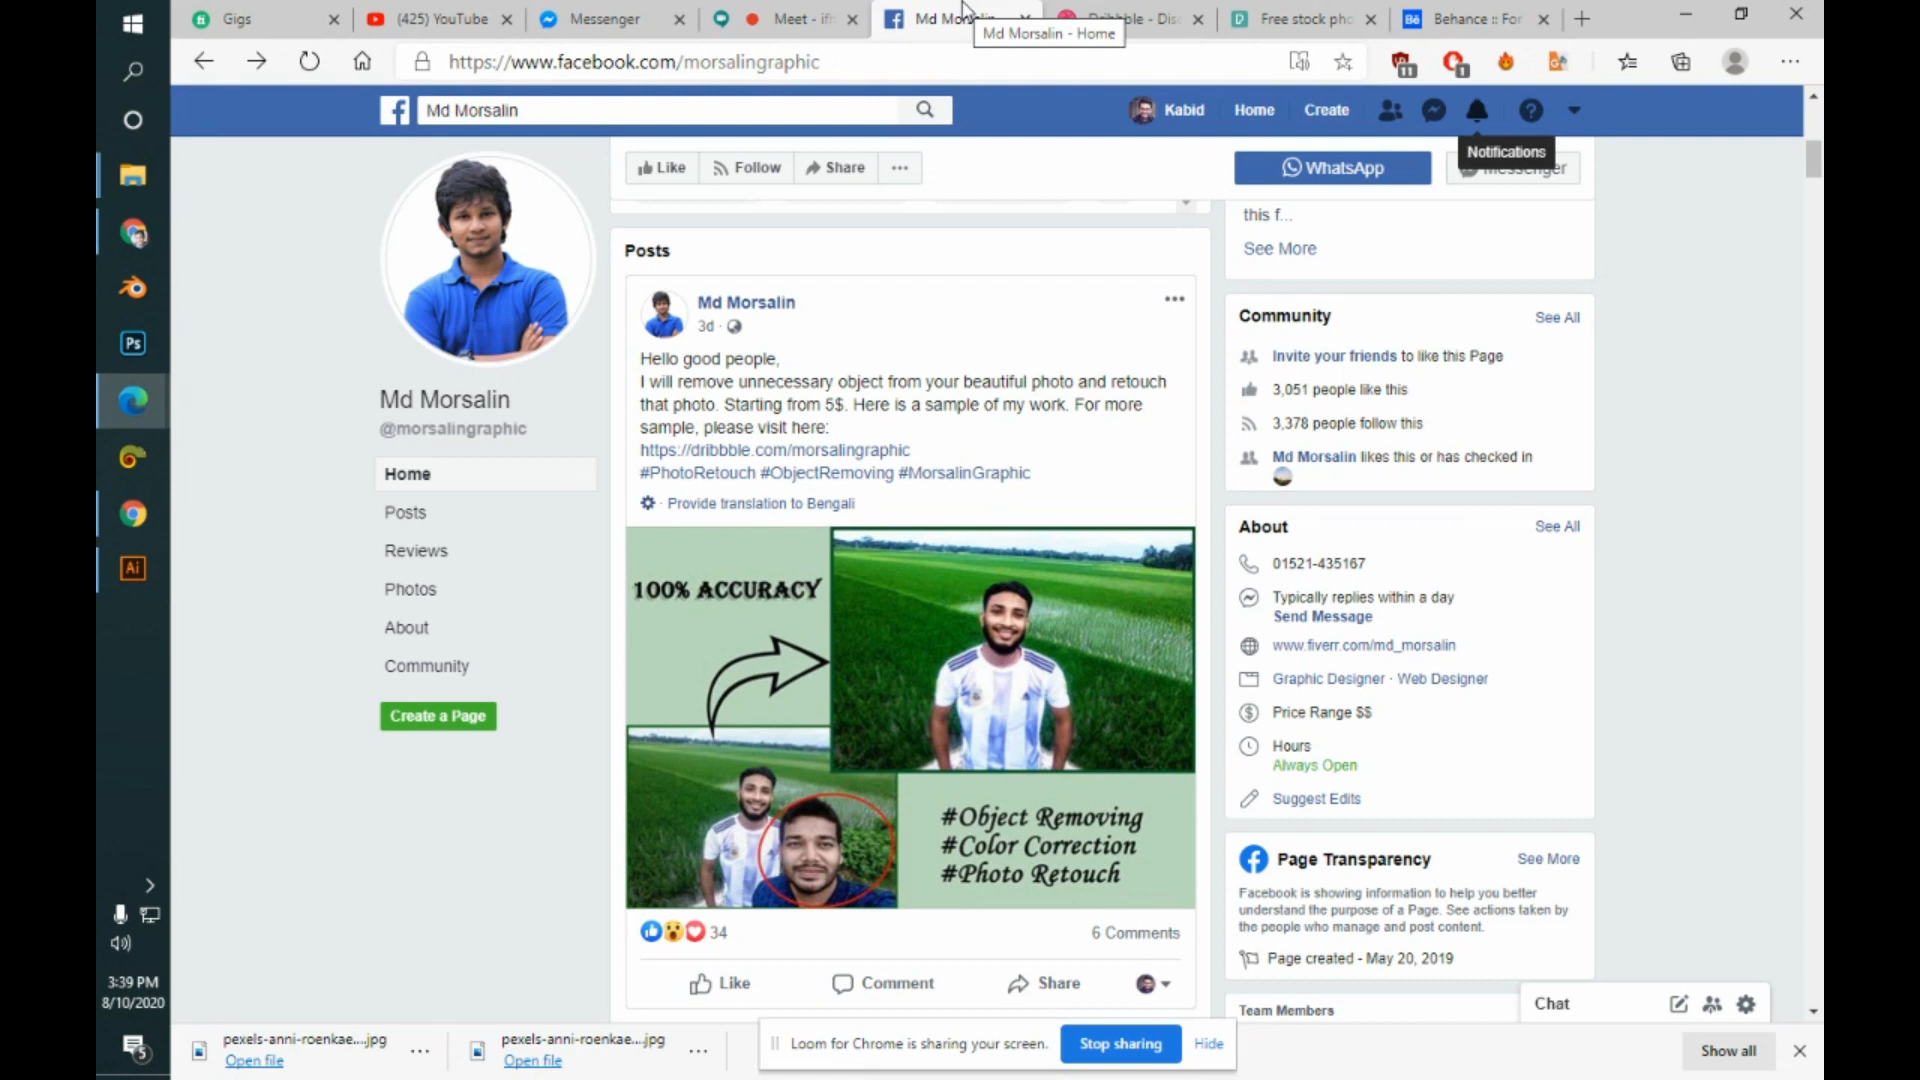 Gigs
(425) YouTube
Messenger
Meet - if
Md Mor
Dribbble - Disc
Free stock pho
Behance :: For
Md Morsalin - Home
https://www.facebook.com/morsalingraphic
11
1
Md Morsalin
Kabid
Home
Create
Notifications
Like
Follow
Share
WhatsApp
Messenger
this f...
See More
Md Morsalin
@morsalingraphic
Home
Posts
Reviews
Photos
About
Community
Create a Page
Posts
Md Morsalin
3d
Hello good people,
I will remove unnecessary object from your beautiful photo and retouch
that photo. Starting from 5$. Here is a sample of my work. For more
sample, please visit here:
https://dribbble.com/morsalingraphic
#PhotoRetouch #ObjectRemoving #MorsalinGraphic
Provide translation to Bengali
100% ACCURACY
#Object Removing
#Color Correction
#Photo Retouch
34
6 Comments
Like
Comment
Share
Community
See All
Invite your friends to like this Page
3,051 people like this
3,378 people follow this
Md Morsalin likes this or has checked in
About
See All
01521-435167
Typically replies within a day
Send Message
www.fiverr.com/md_morsalin
Graphic Designer · Web Designer
Price Range $$
Hours
Always Open
Suggest Edits
Page Transparency
See More
Facebook is showing information to help you better
understand the purpose of a Page. See actions taken by
the people who manage and post content.
Page created - May 20, 2019
Team Members
Chat
Ps
Ai
3:39 PM
8/10/2020
5
pexels-anni-roenkae....jpg
Open file
pexels-anni-roenkae....jpg
Open file
Loom for Chrome is sharing your screen.
Stop sharing
Hide
Show all